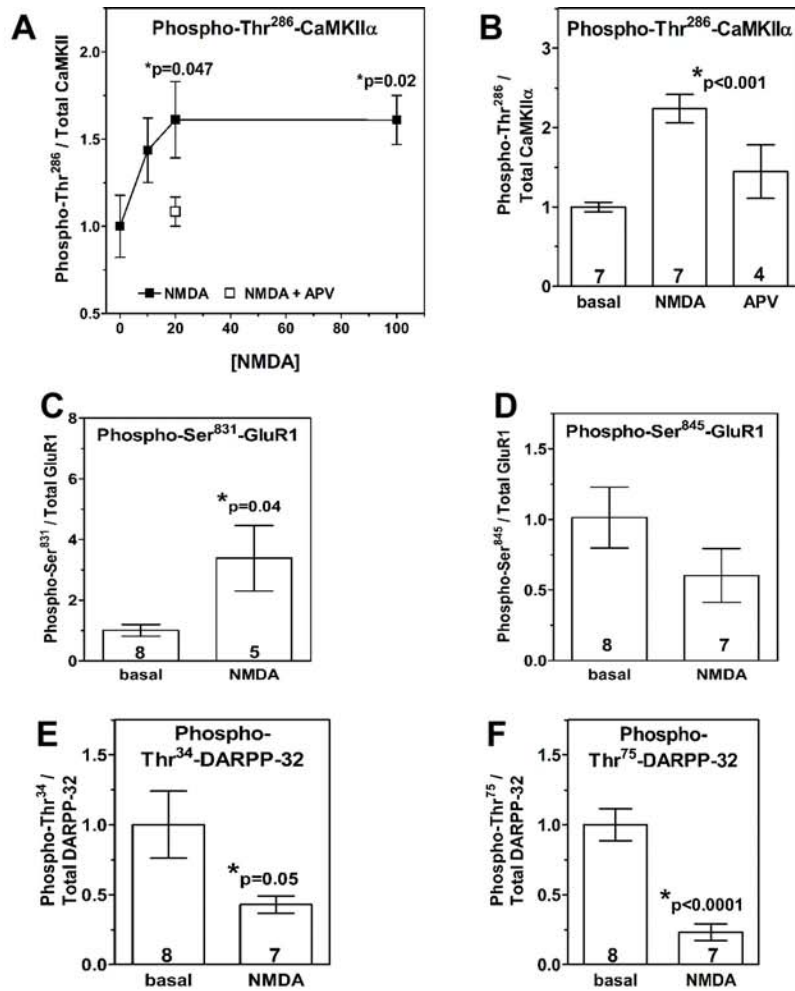 A
Phospho-Thr286-CaMKIIα
Phospho-Thr286 / Total CaMKII
2.0
1.5
1.0
0.5
*p=0.047
*p=0.02
NMDA
NMDA + APV
0 20 40 60 80 100
[NMDA]
B
Phospho-Thr286-CaMKIIα
Phospho-Thr286 /
Total CaMKIIα
3
2
1
0
* p<0.001
7 7 4
basal NMDA APV
C
Phospho-Ser831-GluR1
Phospho-Ser831 / Total GluR1
8
6
4
2
0
* p=0.04
8 5
basal NMDA
D
Phospho-Ser845-GluR1
Phospho-Ser845 / Total GluR1
1.5
1.0
0.5
0.0
8 7
basal NMDA
E
Phospho-
Thr34-DARPP-32
Phospho-Thr34 /
Total DARPP-32
1.5
1.0
0.5
0.0
* p=0.05
8 7
basal NMDA
F
Phospho-
Thr75-DARPP-32
Phospho-Thr75 /
Total DARPP-32
1.5
1.0
0.5
0.0
* p<0.0001
8 7
basal NMDA